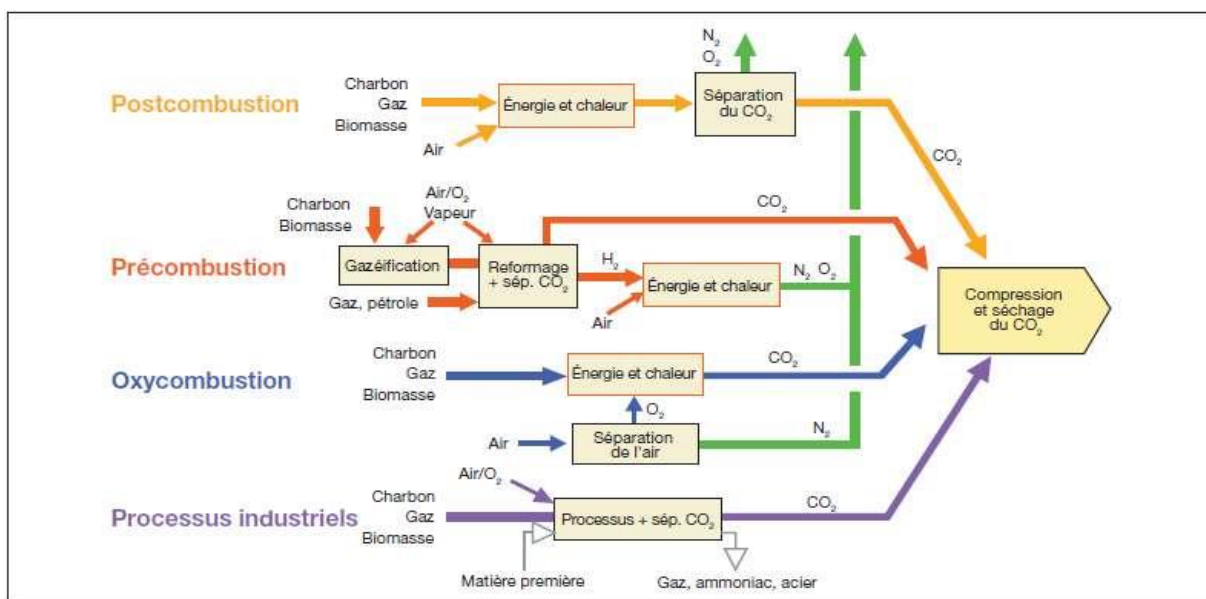 N₂
O₂
Postcombustion
Charbon
Gaz
Biomasse
Air
Énergie et chaleur
Séparation
du CO₂
CO₂
Précombustion
Charbon
Biomasse
Air/O₂
Vapeur
Gazéification
Gaz, pétrole
Reformage
+ sép. CO₂
H₂
Air
Énergie et chaleur
N₂ O₂
CO₂
Compression
et séchage
du CO₂
Oxycombustion
Charbon
Gaz
Biomasse
Énergie et chaleur
CO₂
O₂
Air
Séparation
de l'air
N₂
Processus industriels
Charbon
Gaz
Biomasse
Air/O₂
Processus + sép. CO₂
CO₂
Matière première
Gaz, ammoniac, acier